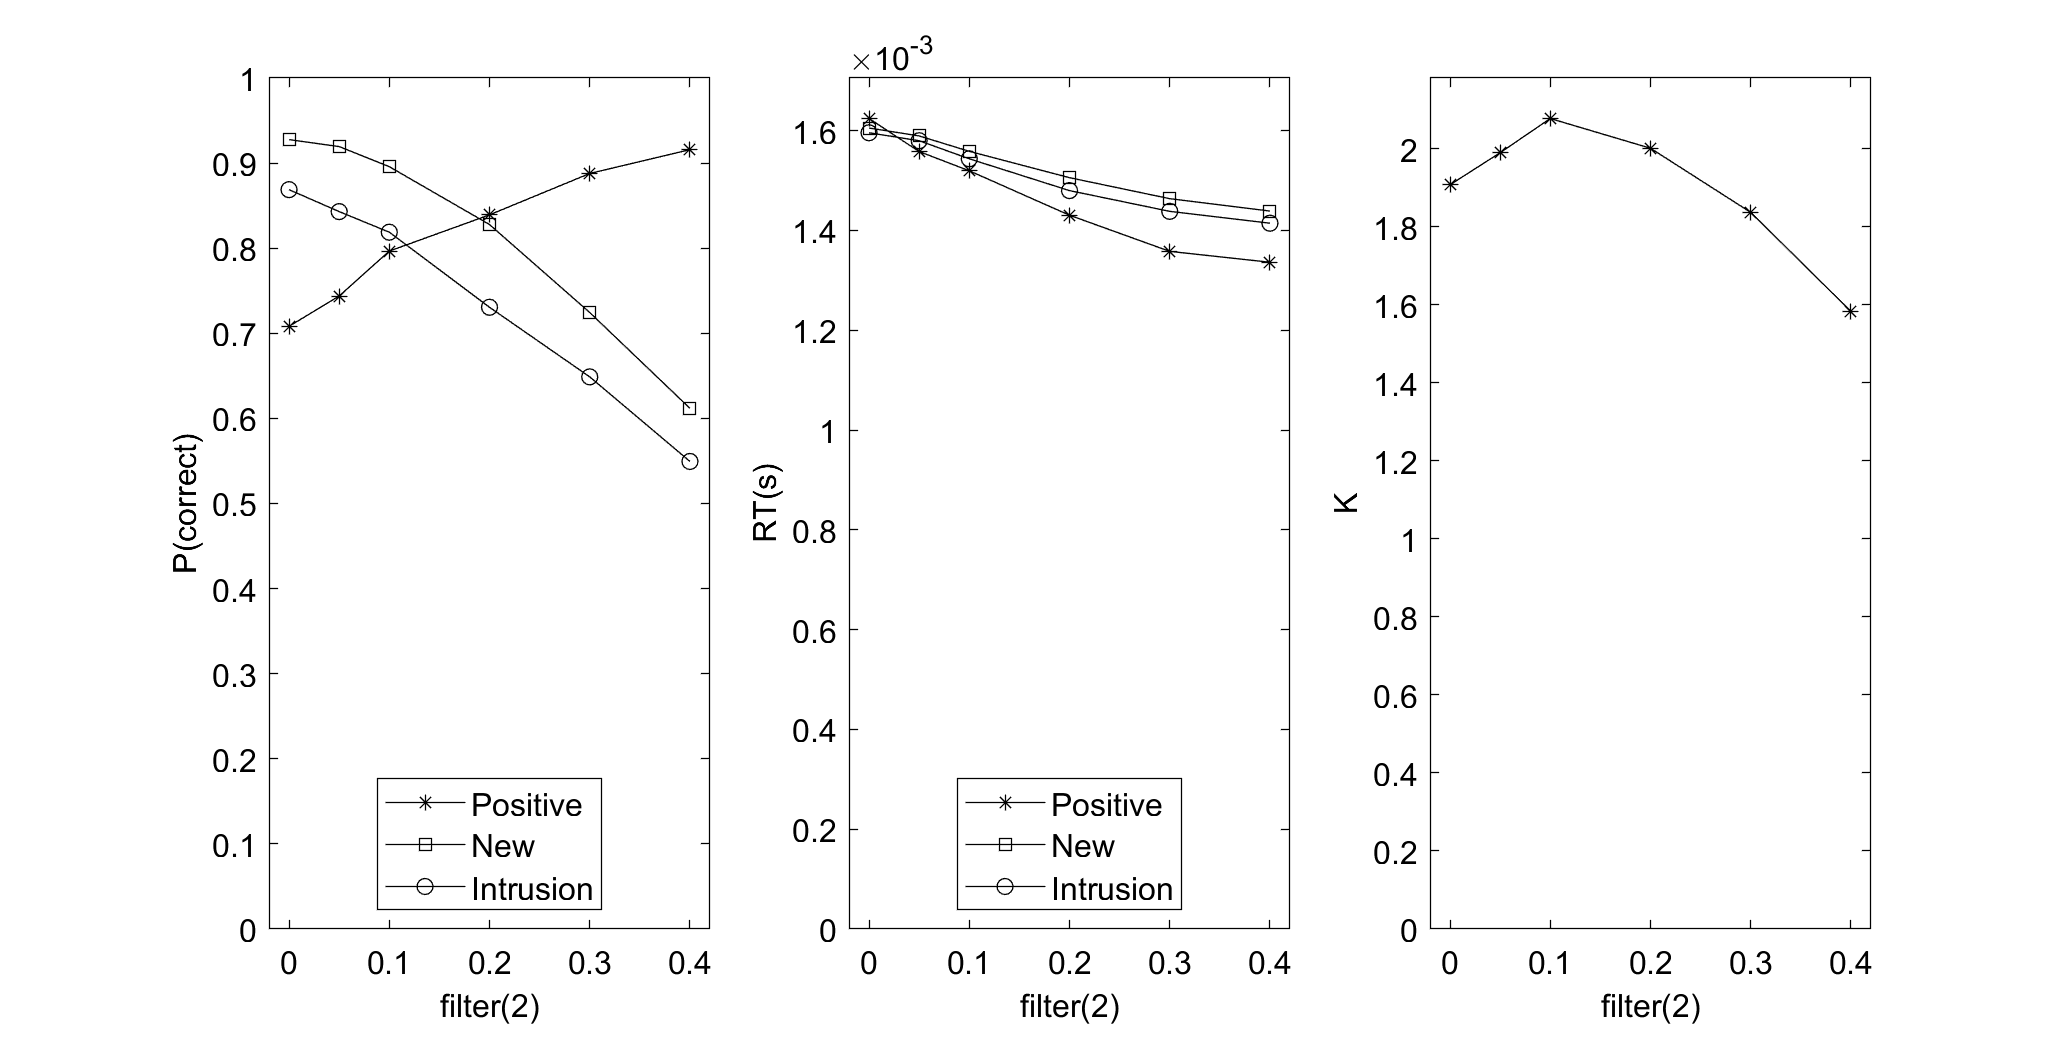 1
0.9
0.8
0.7
0.6
0.5
0.4
0.3
0.2
0.1
0
P(correct)
Positive
New
Intrusion
0 0.1 0.2 0.3 0.4
filter(2)
×10-3
1.6
1.4
1.2
1
0.8
0.6
0.4
0.2
0
RT(s)
Positive
New
Intrusion
0 0.1 0.2 0.3 0.4
filter(2)
2
1.8
1.6
1.4
1.2
1
0.8
0.6
0.4
0.2
0
K
0 0.1 0.2 0.3 0.4
filter(2)